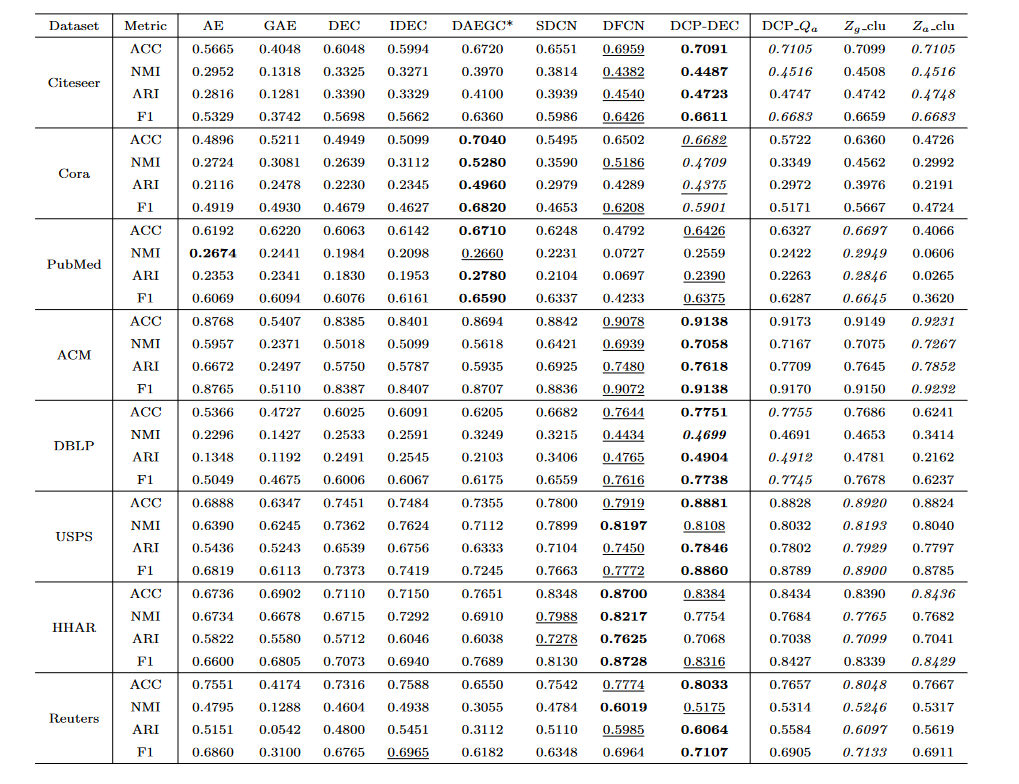 Dataset Metric AE GAE DEC IDEC DAEGC* SDCN DFCN DCP-DEC DCP_Qa Zg_clu Za_clu
ACC 0.5665 0.4048 0.6048 0.5994 0.6720 0.6551 0.6959 0.7091 0.7105 0.7099 0.7105
NMI 0.2952 0.1318 0.3325 0.3271 0.3970 0.3814 0.4382 0.4487 0.4516 0.4508 0.4516
Citeseer
ARI 0.2816 0.1281 0.3390 0.3329 0.4100 0.3939 0.4540 0.4723 0.4747 0.4742 0.4748
F1 0.5329 0.3742 0.5698 0.5662 0.6360 0.5986 0.6426 0.6611 0.6683 0.6659 0.6683
ACC 0.4896 0.5211 0.4949 0.5099 0.7040 0.5495 0.6502 0.6682 0.5722 0.6360 0.4726
NMI 0.2724 0.3081 0.2639 0.3112 0.5280 0.3590 0.5186 0.4709 0.3349 0.4562 0.2992
Cora
ARI 0.2116 0.2478 0.2230 0.2345 0.4960 0.2979 0.4289 0.4375 0.2972 0.3976 0.2191
F1 0.4919 0.4930 0.4679 0.4627 0.6820 0.4653 0.6208 0.5901 0.5171 0.5667 0.4724
ACC 0.6192 0.6220 0.6063 0.6142 0.6710 0.6248 0.4792 0.6426 0.6327 0.6697 0.4066
NMI 0.2674 0.2441 0.1984 0.2098 0.2660 0.2231 0.0727 0.2559 0.2422 0.2949 0.0606
PubMed
ARI 0.2353 0.2341 0.1830 0.1953 0.2780 0.2104 0.0697 0.2390 0.2263 0.2846 0.0265
F1 0.6069 0.6094 0.6076 0.6161 0.6590 0.6337 0.4233 0.6375 0.6287 0.6645 0.3620
ACC 0.8768 0.5407 0.8385 0.8401 0.8694 0.8842 0.9078 0.9138 0.9173 0.9149 0.9231
NMI 0.5957 0.2371 0.5018 0.5099 0.5618 0.6421 0.6939 0.7058 0.7167 0.7075 0.7267
ACM
ARI 0.6672 0.2497 0.5750 0.5787 0.5935 0.6925 0.7480 0.7618 0.7709 0.7645 0.7852
F1 0.8765 0.5110 0.8387 0.8407 0.8707 0.8836 0.9072 0.9138 0.9170 0.9150 0.9232
ACC 0.5366 0.4727 0.6025 0.6091 0.6205 0.6682 0.7644 0.7751 0.7755 0.7686 0.6241
NMI 0.2296 0.1427 0.2533 0.2591 0.3249 0.3215 0.4434 0.4699 0.4691 0.4653 0.3414
DBLP
ARI 0.1348 0.1192 0.2491 0.2545 0.2103 0.3406 0.4765 0.4904 0.4912 0.4781 0.2162
F1 0.5049 0.4675 0.6006 0.6067 0.6175 0.6559 0.7616 0.7738 0.7745 0.7678 0.6237
ACC 0.6888 0.6347 0.7451 0.7484 0.7355 0.7800 0.7919 0.8881 0.8828 0.8920 0.8824
NMI 0.6390 0.6245 0.7362 0.7624 0.7112 0.7899 0.8197 0.8108 0.8032 0.8193 0.8040
USPS
ARI 0.5436 0.5243 0.6539 0.6756 0.6333 0.7104 0.7450 0.7846 0.7802 0.7929 0.7797
F1 0.6819 0.6113 0.7373 0.7419 0.7245 0.7663 0.7772 0.8860 0.8789 0.8900 0.8785
ACC 0.6736 0.6902 0.7110 0.7150 0.7651 0.8348 0.8700 0.8384 0.8434 0.8390 0.8436
NMI 0.6734 0.6678 0.6715 0.7292 0.6910 0.7988 0.8217 0.7754 0.7684 0.7765 0.7682
HHAR
ARI 0.5822 0.5580 0.5712 0.6046 0.6038 0.7278 0.7625 0.7068 0.7038 0.7099 0.7041
F1 0.6600 0.6805 0.7073 0.6940 0.7689 0.8130 0.8728 0.8316 0.8427 0.8339 0.8429
ACC 0.7551 0.4174 0.7316 0.7588 0.6550 0.7542 0.7774 0.8033 0.7657 0.8048 0.7667
NMI 0.4795 0.1288 0.4604 0.4938 0.3055 0.4784 0.6019 0.5175 0.5314 0.5246 0.5317
Reuters
ARI 0.5151 0.0542 0.4800 0.5451 0.3112 0.5110 0.5985 0.6064 0.5584 0.6097 0.5619
F1 0.6860 0.3100 0.6765 0.6965 0.6182 0.6348 0.6964 0.7107 0.6905 0.7133 0.6911